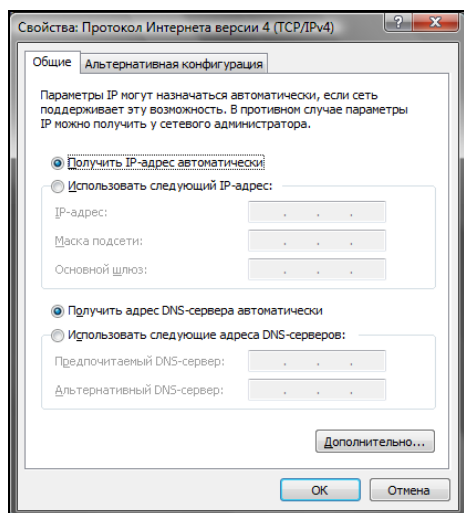 Свойства: Протокол Интернета версии 4 (TCP/IPv4)
Общие Альтернативная конфигурация
Параметры IP могут назначаться автоматически, если сеть
поддерживает эту возможность. В противном случае параметры
IP можно получить у сетевого администратора.
Получить IP-адрес автоматически
Использовать следующий IP-адрес:
IP-адрес:
Маска подсети:
Основной шлюз:
Получить адрес DNS-сервера автоматически
Использовать следующие адреса DNS-серверов:
Предпочитаемый DNS-сервер:
Альтернативный DNS-сервер:
Дополнительно...
OK Отмена